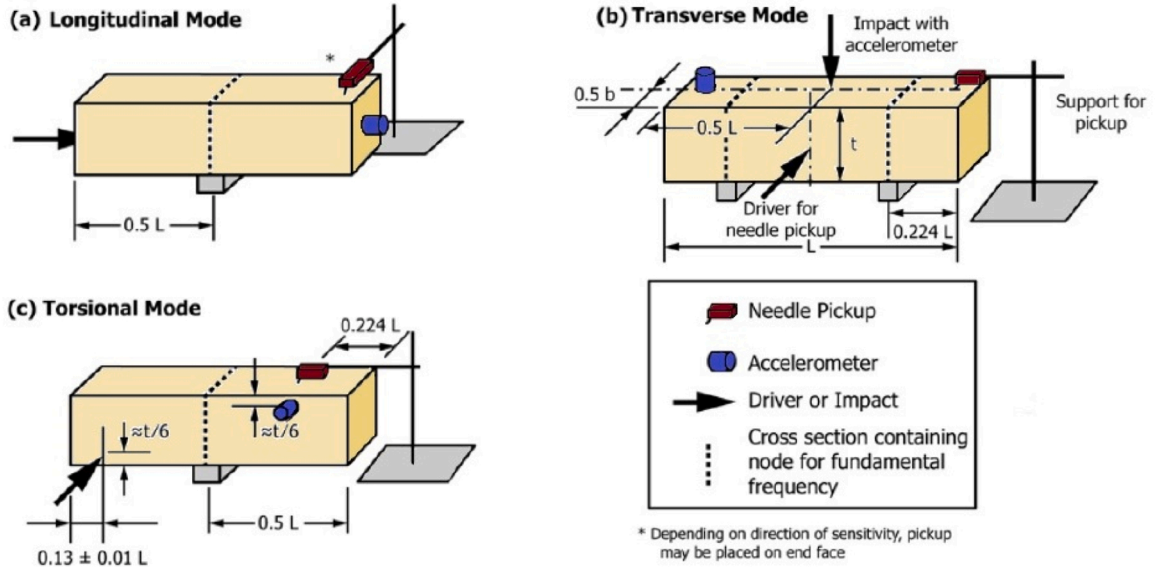 (a) Longitudinal Mode
*
0.5 L
(b) Transverse Mode
Impact with
accelerometer
0.5 b
0.5 L
t
Support for
pickup
Driver for
needle pickup
0.224 L
L
(c) Torsional Mode
0.224 L
≈t/6
≈t/6
0.5 L
0.13 ± 0.01 L
Needle Pickup
Accelerometer
Driver or Impact
Cross section containing
node for fundamental
frequency
* Depending on direction of sensitivity, pickup
may be placed on end face